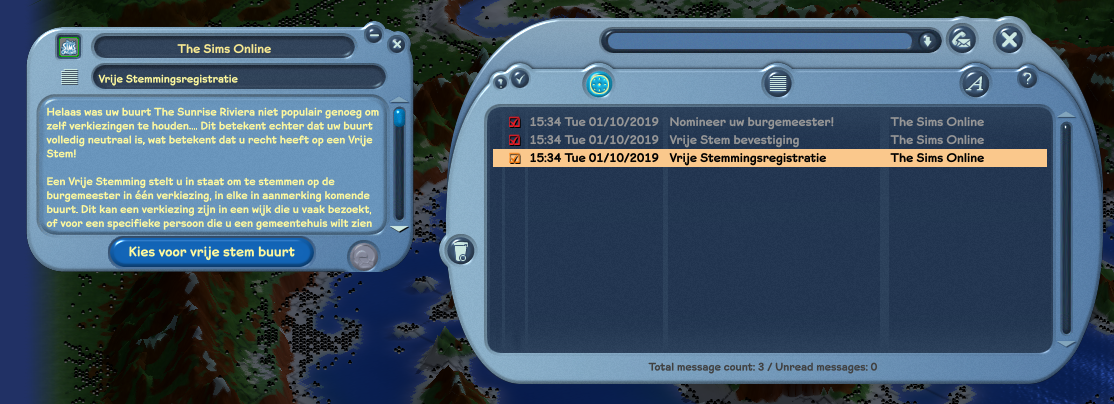 The Sims Online
Vrije Stemmingsregistratie
Helaas was uw buurt The Sunrise Riviera niet populair genoeg om
zelf verkiezingen te houden.... Dit betekent echter dat uw buurt
volledig neutraal is, wat betekent dat u recht heeft op een Vrije
Stem!
Een Vrije Stemming stelt u in staat om te stemmen op de
burgemeester in één verkiezing, in elke in aanmerking komende
buurt. Dit kan een verkiezing zijn in een wijk die u vaak bezoekt,
of voor een specifieke persoon die u een gemeentehuis wilt zien
Kies voor vrije stem buurt
A
?
15:34 Tue 01/10/2019 Nomineer uw burgemeester! The Sims Online
15:34 Tue 01/10/2019 Vrije Stem bevestiging The Sims Online
15:34 Tue 01/10/2019 Vrije Stemmingsregistratie The Sims Online
Total message count: 3 / Unread messages: 0